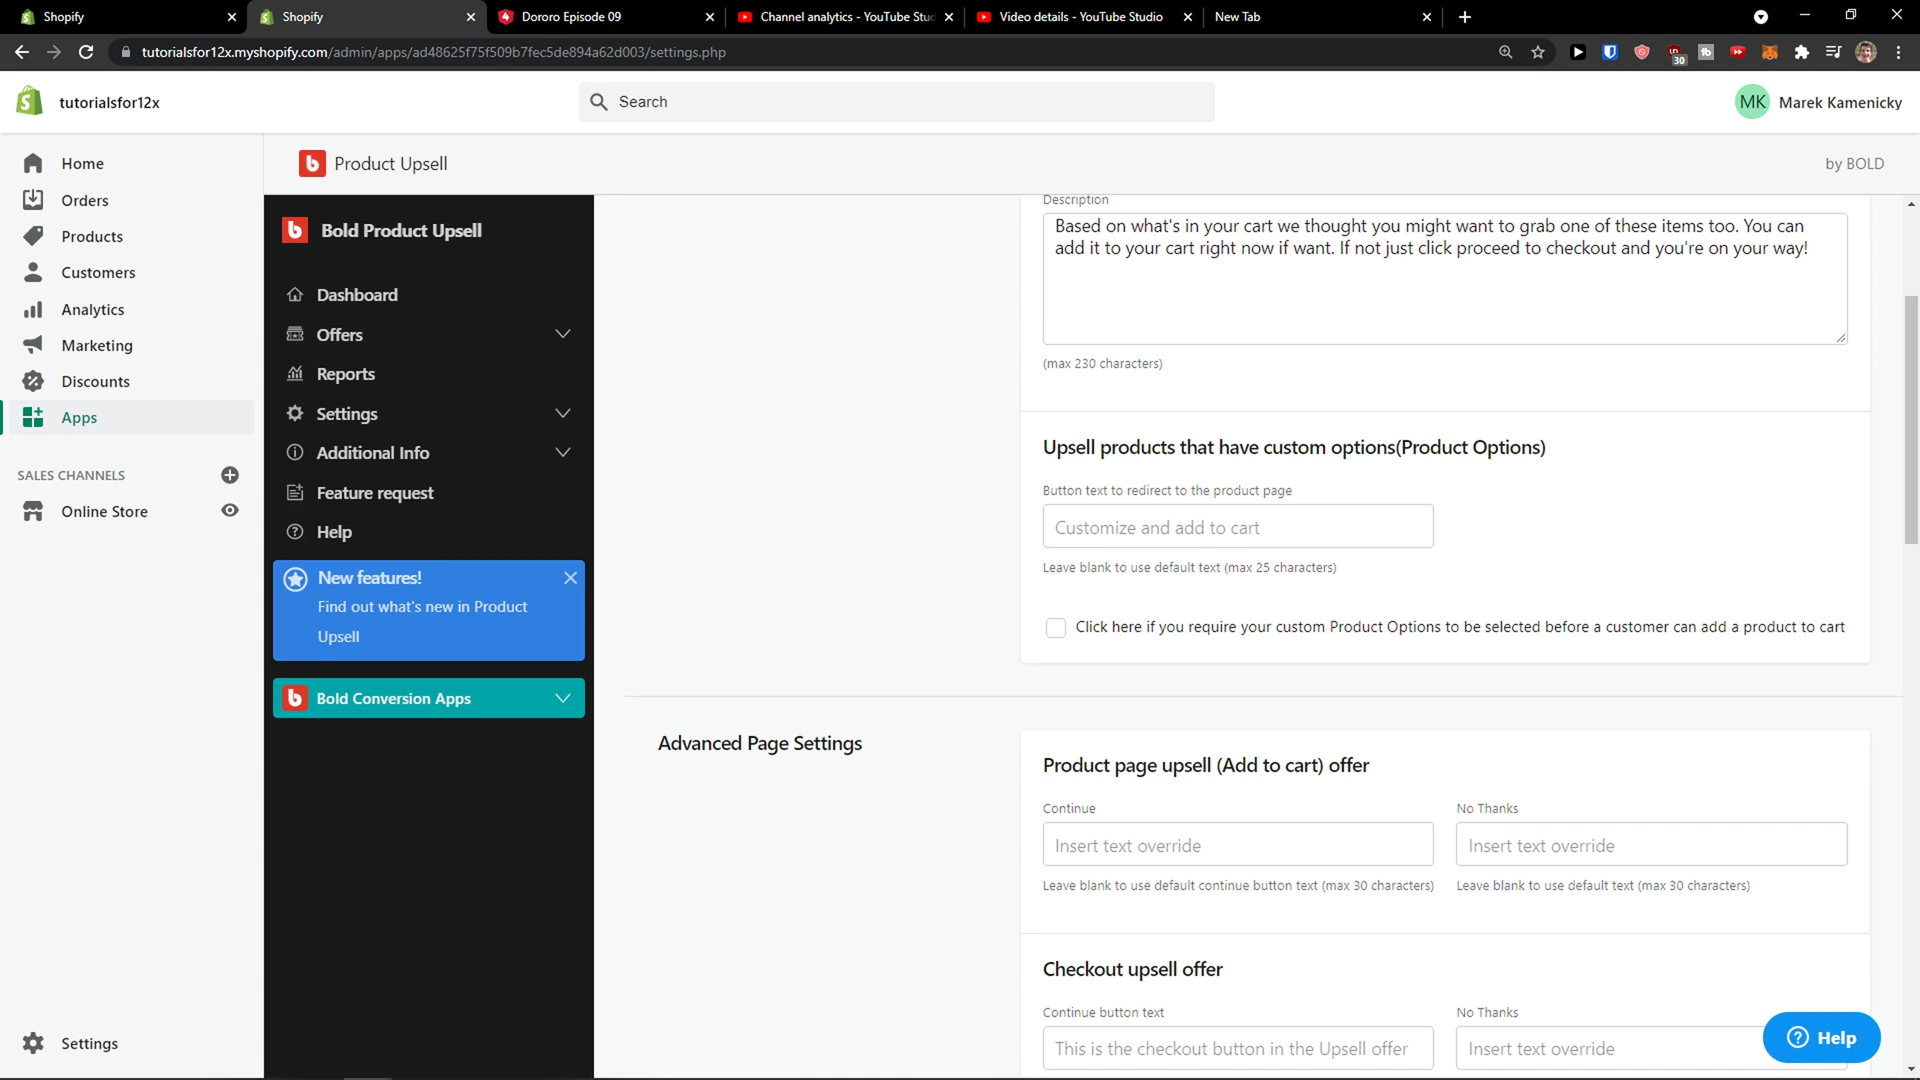 Shopify
Shopify
Dororo Episode 09
Channel analytics - YouTube Stu
Video details - YouTube Studio
New Tab
tutorialsfor12x.myshopify.com/admin/apps/ad48625f75f509b7fec5de894a62d003/settings.php
30
tutorialsfor12x
Search
MK Marek Kamenicky
Home
Orders
Products
Customers
Analytics
Marketing
Discounts
Apps
SALES CHANNELS
Online Store
Settings
Product Upsell
by BOLD
Bold Product Upsell
Dashboard
Offers
Reports
Settings
Additional Info
Feature request
Help
New features!
Find out what's new in Product
Upsell
Bold Conversion Apps
Description
Based on what's in your cart we thought you might want to grab one of these items too. You can
add it to your cart right now if want. If not just click proceed to checkout and you're on your way!
(max 230 characters)
Upsell products that have custom options(Product Options)
Button text to redirect to the product page
Customize and add to cart
Leave blank to use default text (max 25 characters)
Click here if you require your custom Product Options to be selected before a customer can add a product to cart
Advanced Page Settings
Product page upsell (Add to cart) offer
Continue
No Thanks
Insert text override
Insert text override
Leave blank to use default continue button text (max 30 characters)
Leave blank to use default text (max 30 characters)
Checkout upsell offer
Continue button text
No Thanks
This is the checkout button in the Upsell offer
Insert text override
Help